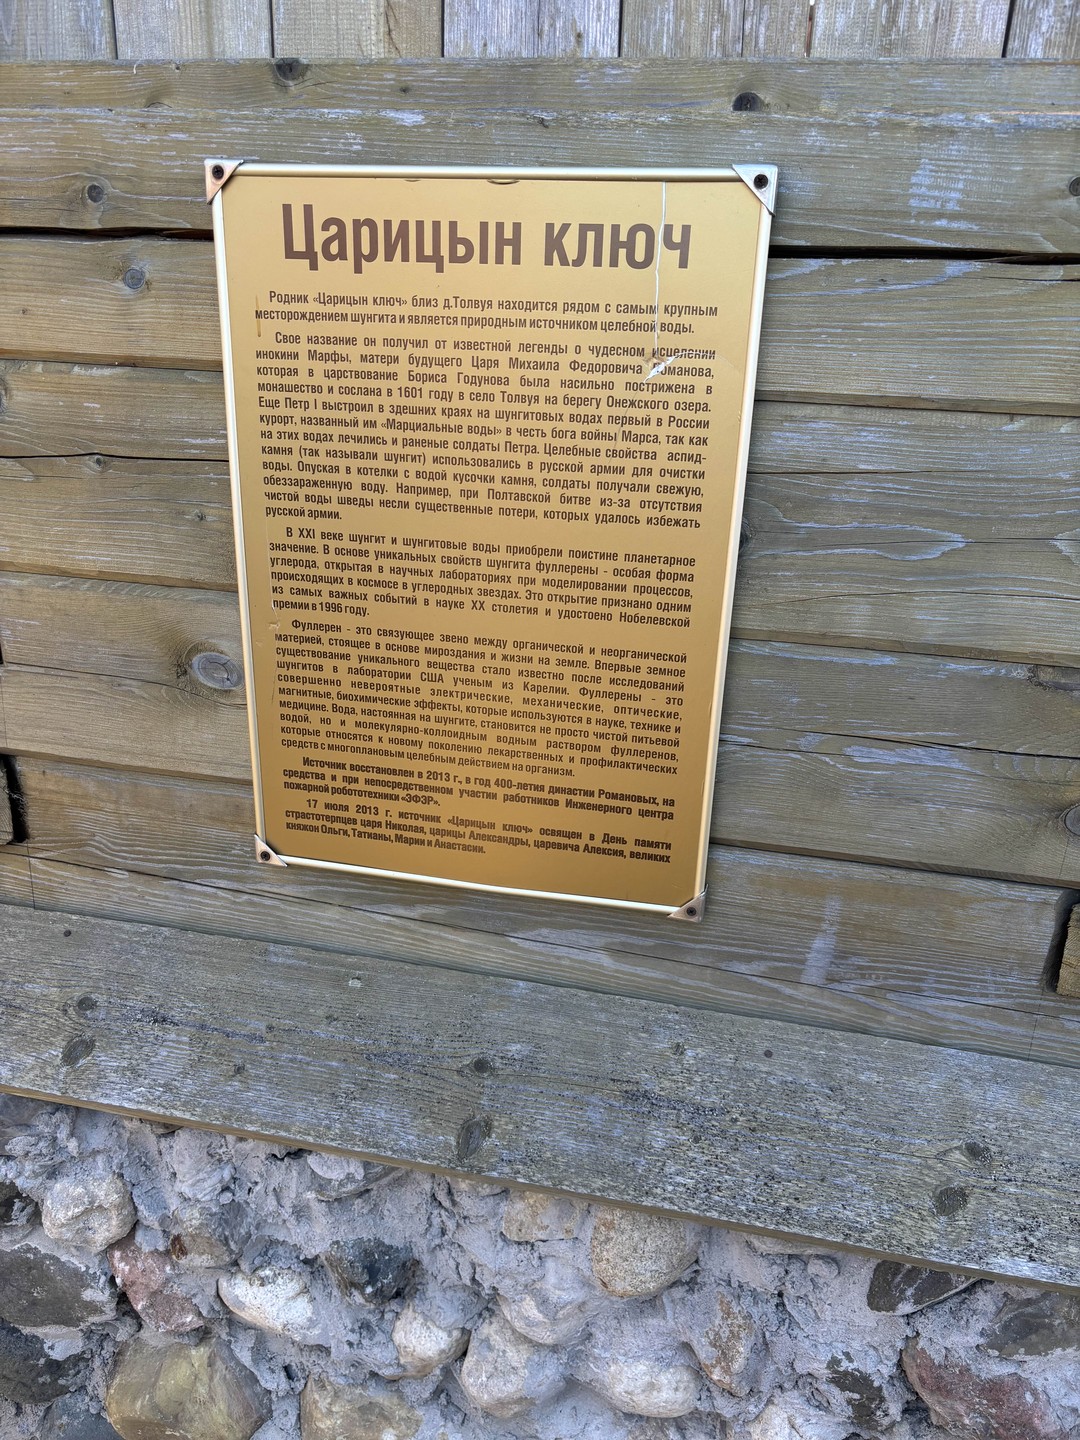 Царицын ключ
Родник «Царицын ключ» близ д.Толвуя находится рядом с самым крупным
месторождением шунгита и является природным источником целебной воды.
Свое название он получил от известной легенды о чудесном исцелении
инокини Марфы, матери будущего Царя Михаила Федоровича Романова,
которая в царствование Бориса Годунова была насильно пострижена в
монашество и сослана в 1601 году в село Толвуя на берегу Онежского озера.
Еще Петр I выстроил в здешних краях на шунгитовых водах первый в России
курорт, названный им «Марциальные воды» в честь бога войны Марса, так как
на этих водах лечились и раненые солдаты Петра. Целебные свойства аспид-
камня (так называли шунгит) использовались в русской армии для очистки
воды. Опуская в котелки с водой кусочки камня, солдаты получали свежую,
обеззараженную воду. Например, при Полтавской битве из-за отсутствия
чистой воды шведы несли существенные потери, которых удалось избежать
русской армии.
В XXI веке шунгит и шунгитовые воды приобрели поистине планетарное
значение. В основе уникальных свойств шунгита фуллерены - особая форма
углерода, открытая в научных лабораториях при моделировании процессов,
происходящих в космосе в углеродных звездах. Это открытие признано одним
из самых важных событий в науке XX столетия и удостоено Нобелевской
премии в 1996 году.
Фуллерен - это связующее звено между органической и неорганической
материей, стоящее в основе мироздания и жизни на земле. Впервые земное
существование уникального вещества стало известно после исследований
шунгитов в лаборатории США ученым из Карелии. Фуллерены - это
совершенно невероятные электрические, механические, оптические,
магнитные, биохимические эффекты, которые используются в науке, технике и
медицине. Вода, настоянная на шунгите, становится не просто чистой питьевой
водой, но и молекулярно-коллоидным водным раствором фуллеренов,
которые относятся к новому поколению лекарственных и профилактических
средств с многоплановым целебным действием на организм.
Источник восстановлен в 2013 г., в год 400-летия династии Романовых, на
средства и при непосредственном участии работников Инженерного центра
пожарной робототехники «ЭФЭР».
17 июля 2013 г. источник «Царицын ключ» освящен в День памяти
страстотерпцев царя Николая, царицы Александры, царевича Алексия, великих
княжон Ольги, Татианы, Марии и Анастасии.